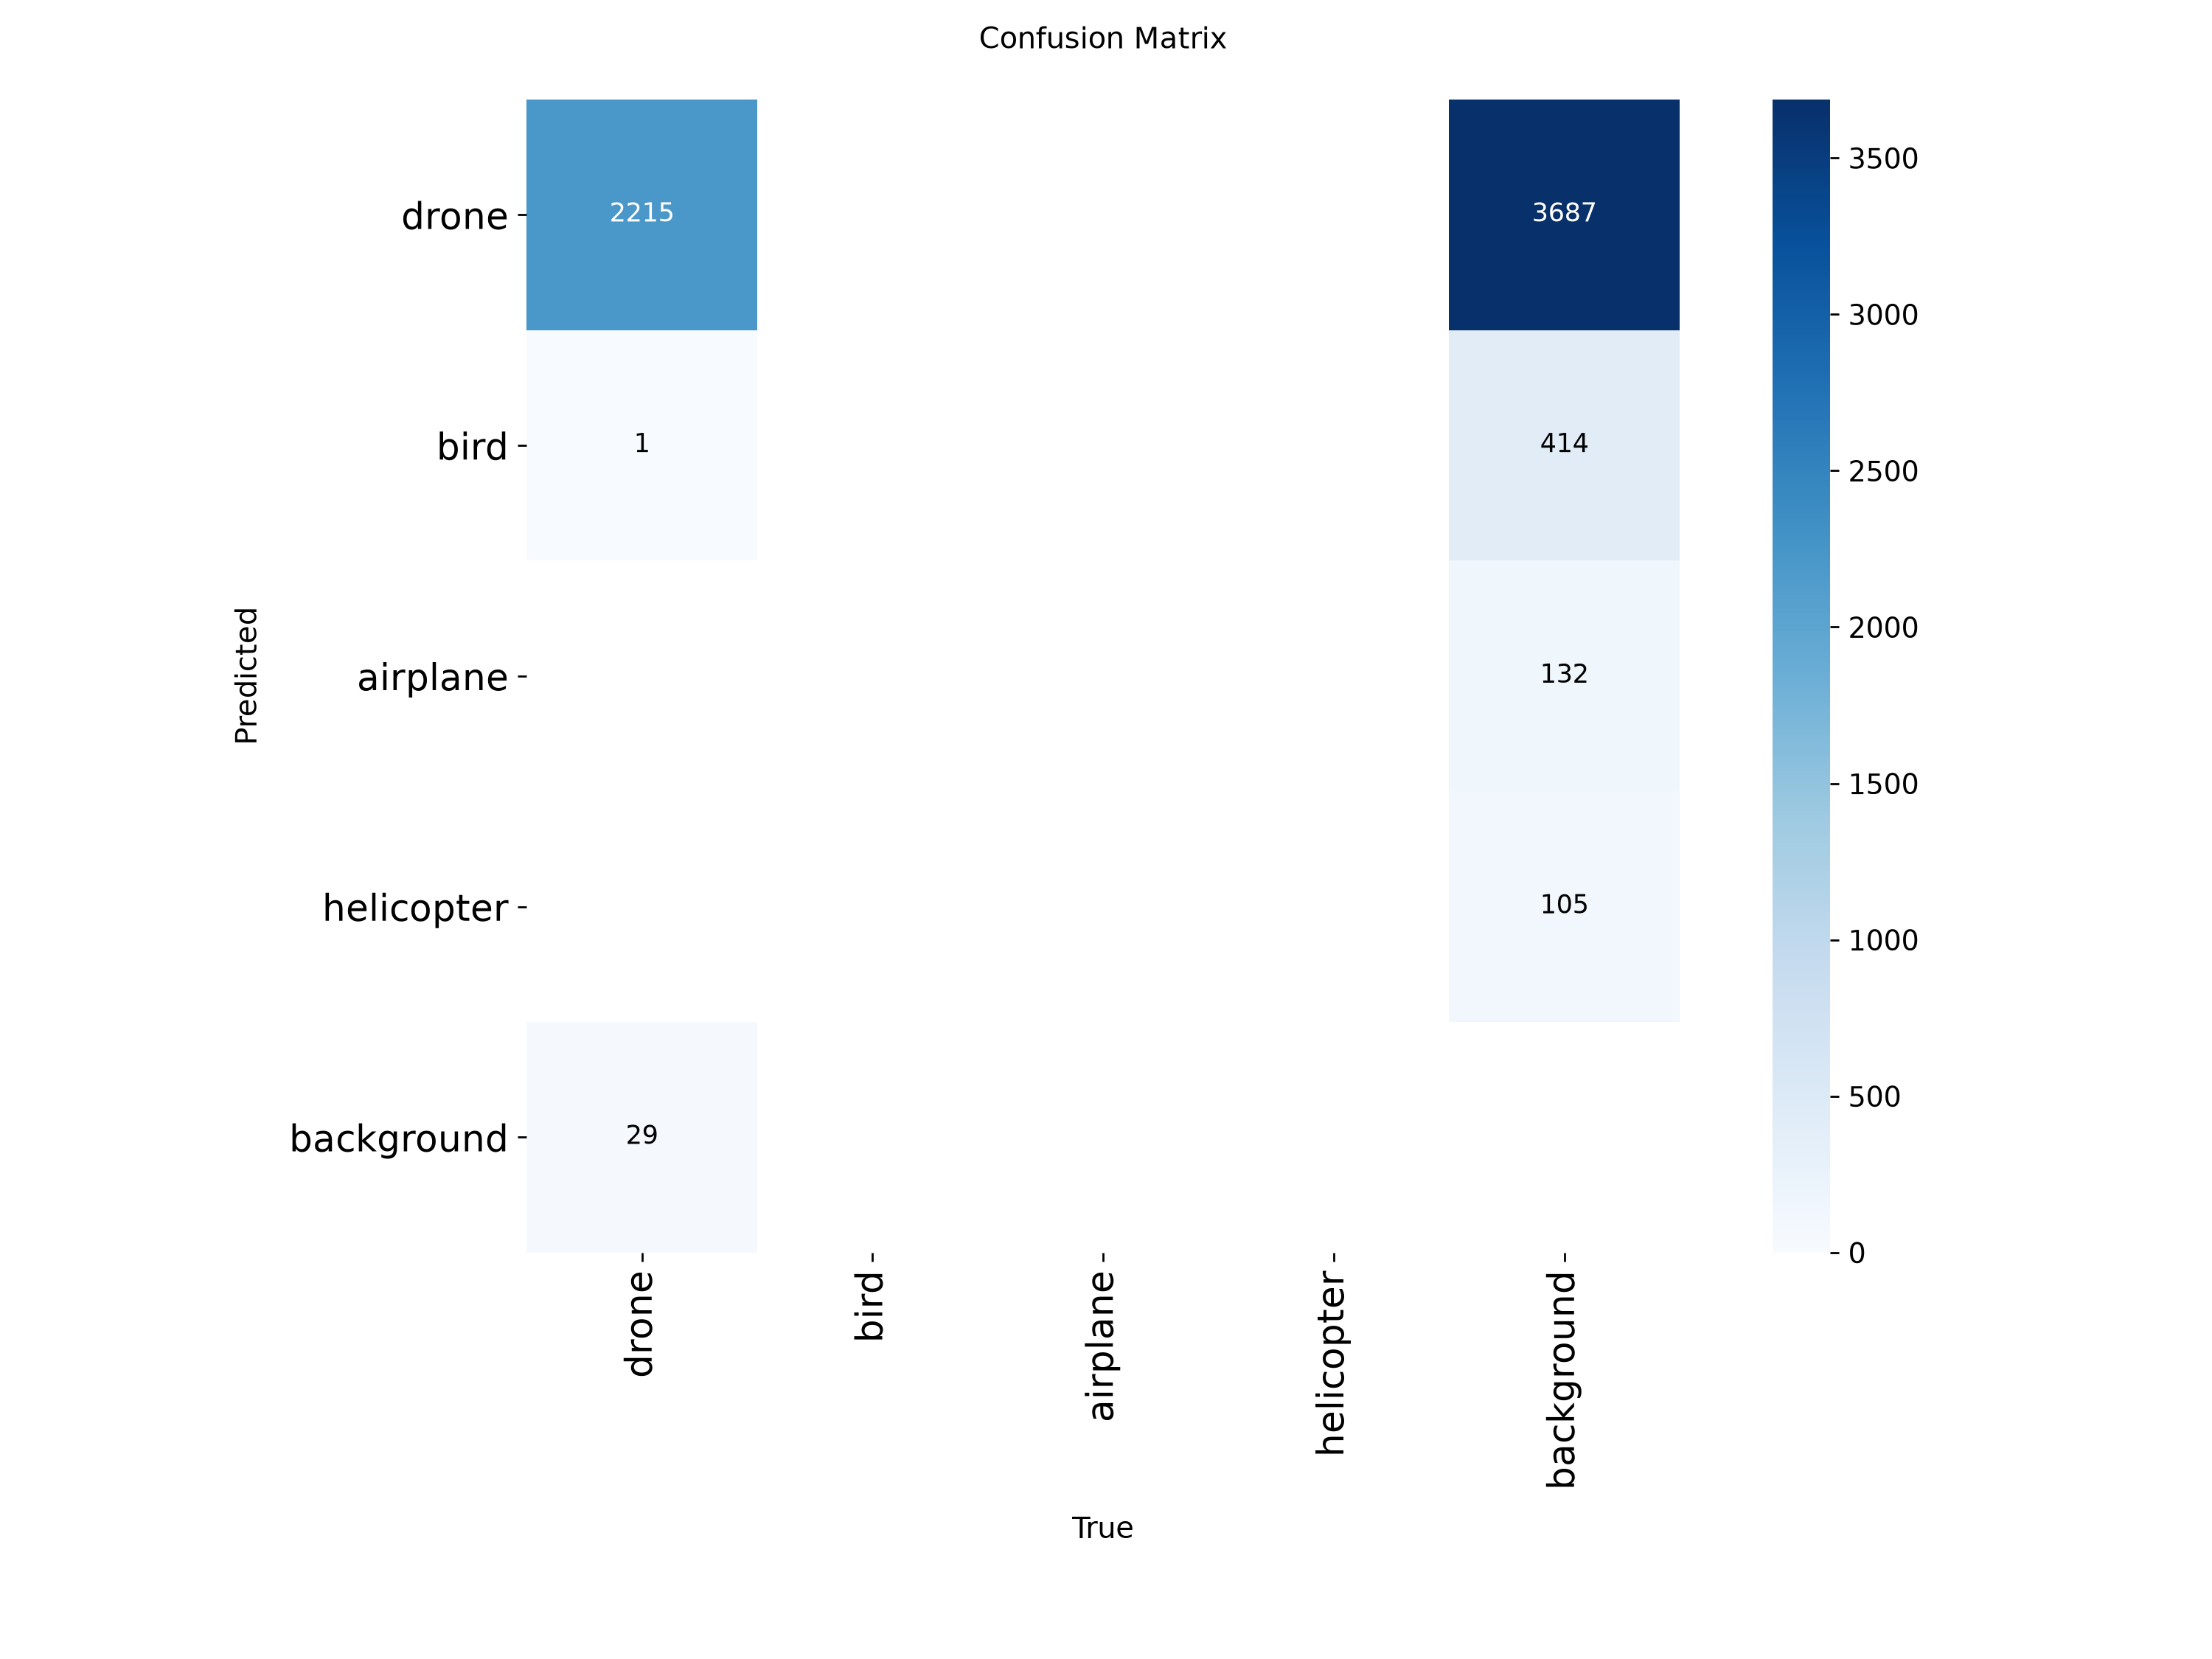 Confusion Matrix
drone
2215
3687
bird
1
414
airplane
132
helicopter
105
background
29
Predicted
drone
bird
airplane
helicopter
background
True
3500
3000
2500
2000
1500
1000
500
0